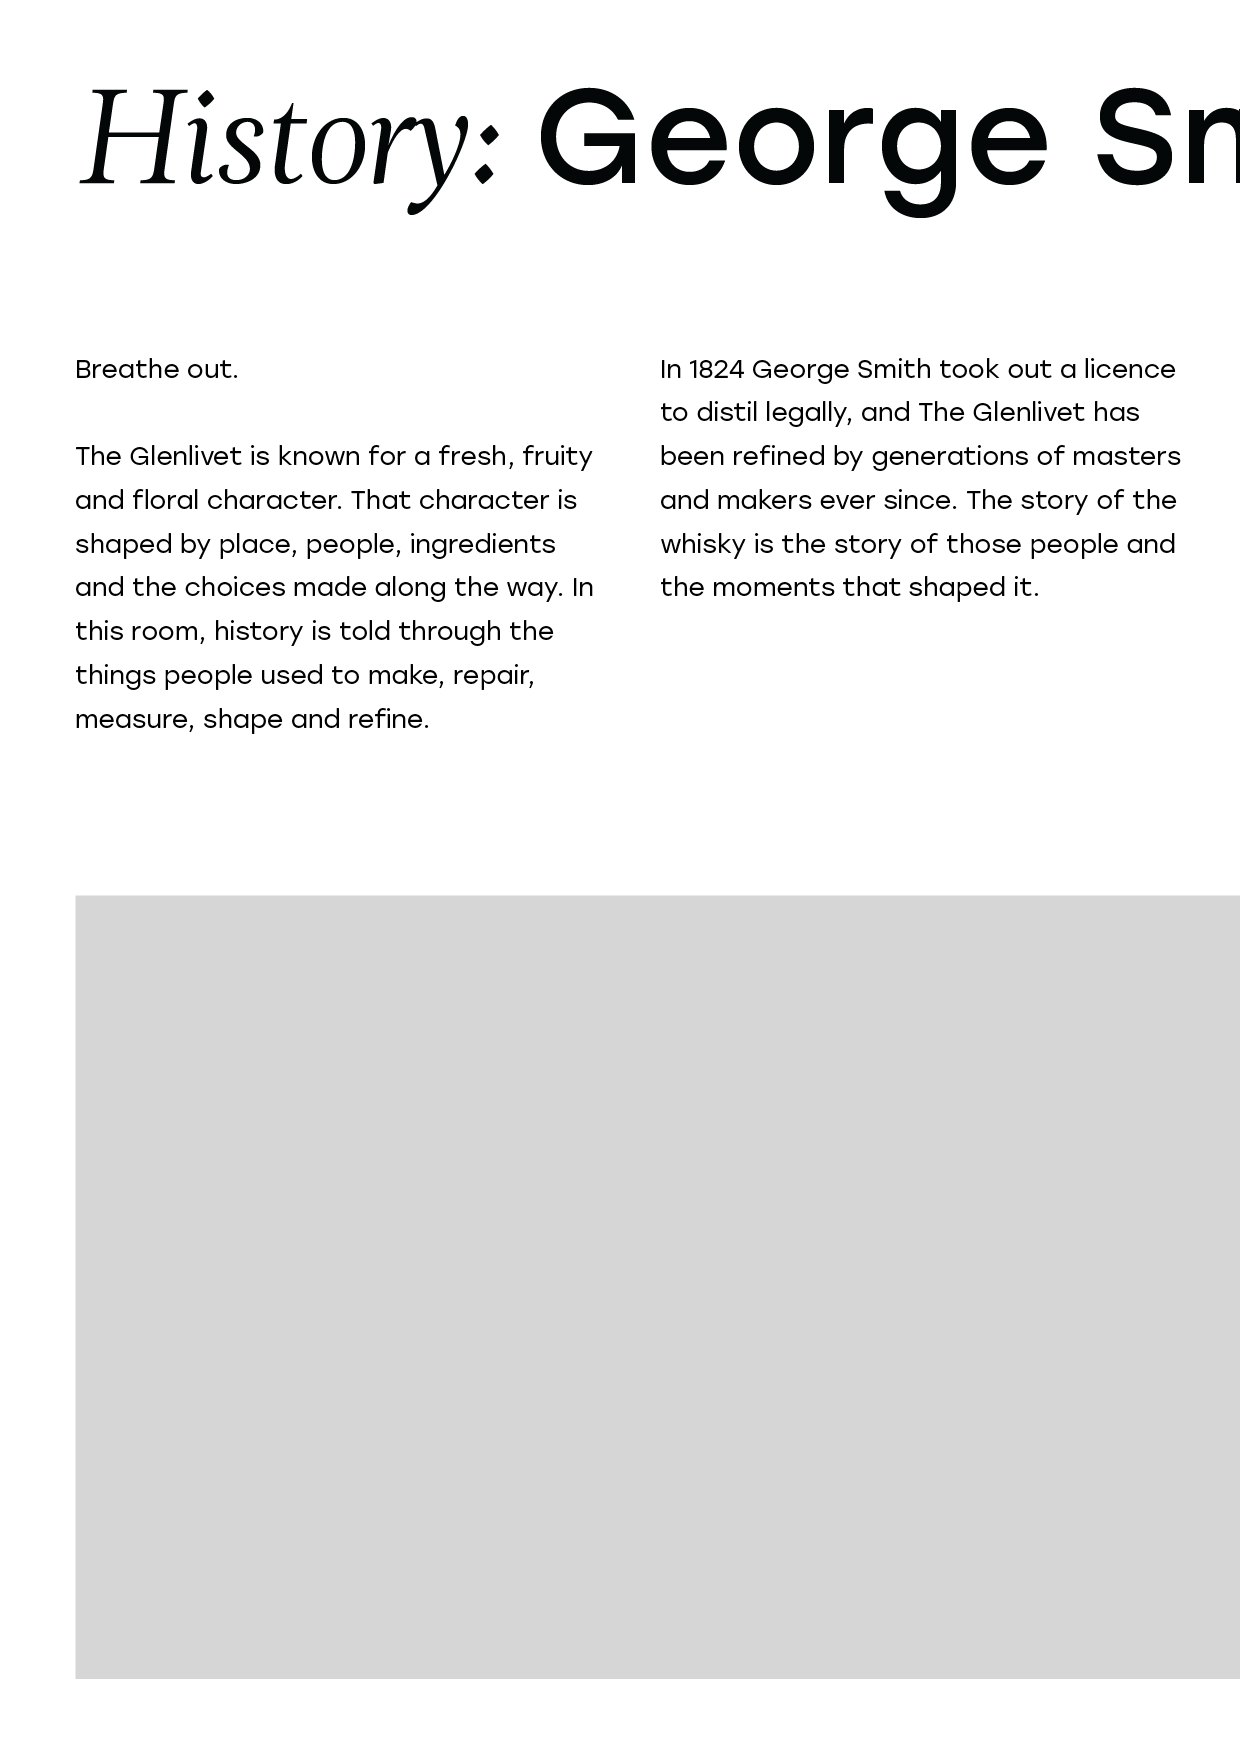 History: George Sm
Breathe out.
The Glenlivet is known for a fresh, fruity
and floral character. That character is
shaped by place, people, ingredients
and the choices made along the way. In
this room, history is told through the
things people used to make, repair,
measure, shape and refine.
In 1824 George Smith took out a licence
to distil legally, and The Glenlivet has
been refined by generations of masters
and makers ever since. The story of the
whisky is the story of those people and
the moments that shaped it.